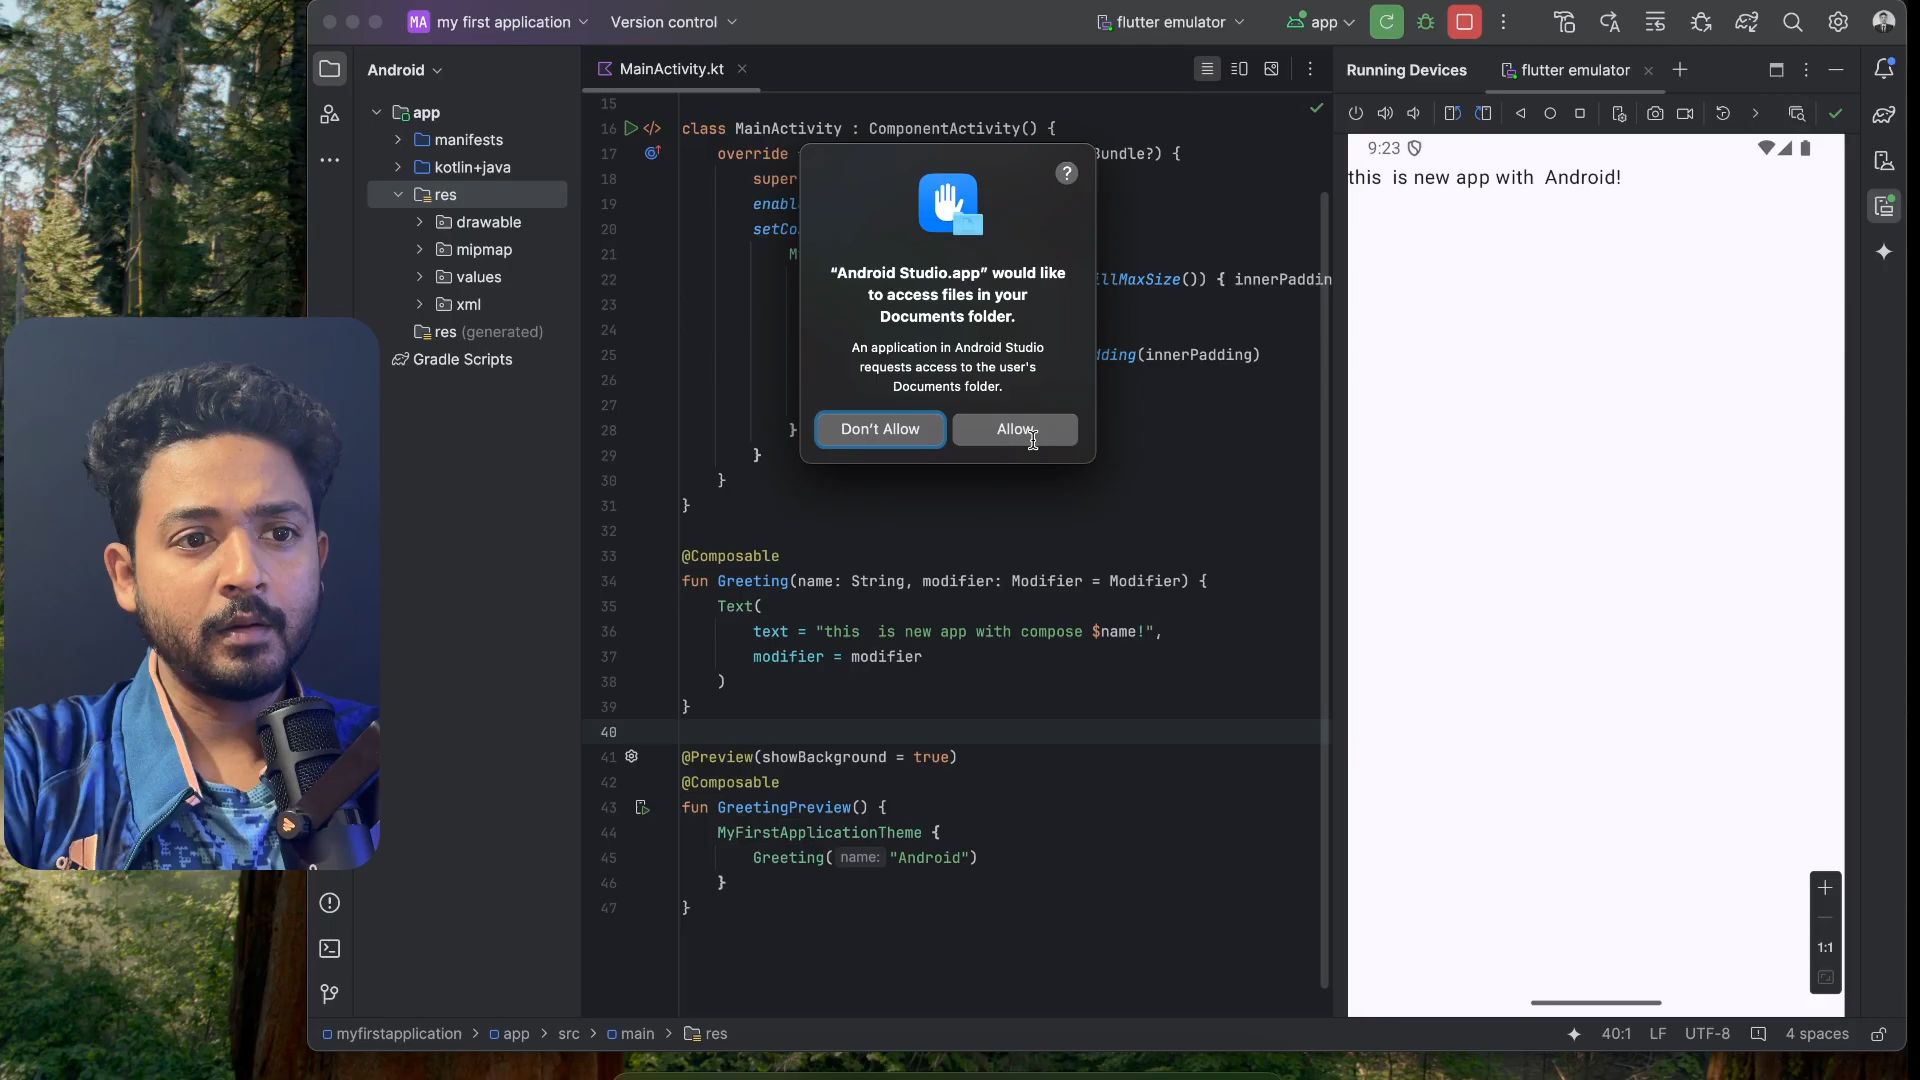 MA my first application Version control flutter emulator app
Android
app
manifests
kotlin+java
res
drawable
mipmap
values
xml
res (generated)
Gradle Scripts
MainActivity.kt
15
16 class MainActivity : ComponentActivity() {
17 override Bundle?) {
18 super
19 enabl
20 setCo
21 M
22 illMaxSize()) { innerPaddin
23
24
25 dding(innerPadding)
26
27
28 }
29 }
30 }
31 }
32
33 @Composable
34 fun Greeting(name: String, modifier: Modifier = Modifier) {
35 Text(
36 text = "this  is new app with compose $name!",
37 modifier = modifier
38 )
39 }
40
41 @Preview(showBackground = true)
42 @Composable
43 fun GreetingPreview() {
44 MyFirstApplicationTheme {
45 Greeting( name: "Android")
46 }
47 }
?
“Android Studio.app” would like
to access files in your
Documents folder.
An application in Android Studio
requests access to the user's
Documents folder.
Don't Allow Allow
Running Devices flutter emulator
9:23
this  is new app with  Android!
1:1
myfirstapplication > app > src > main > res
40:1 LF UTF-8 4 spaces